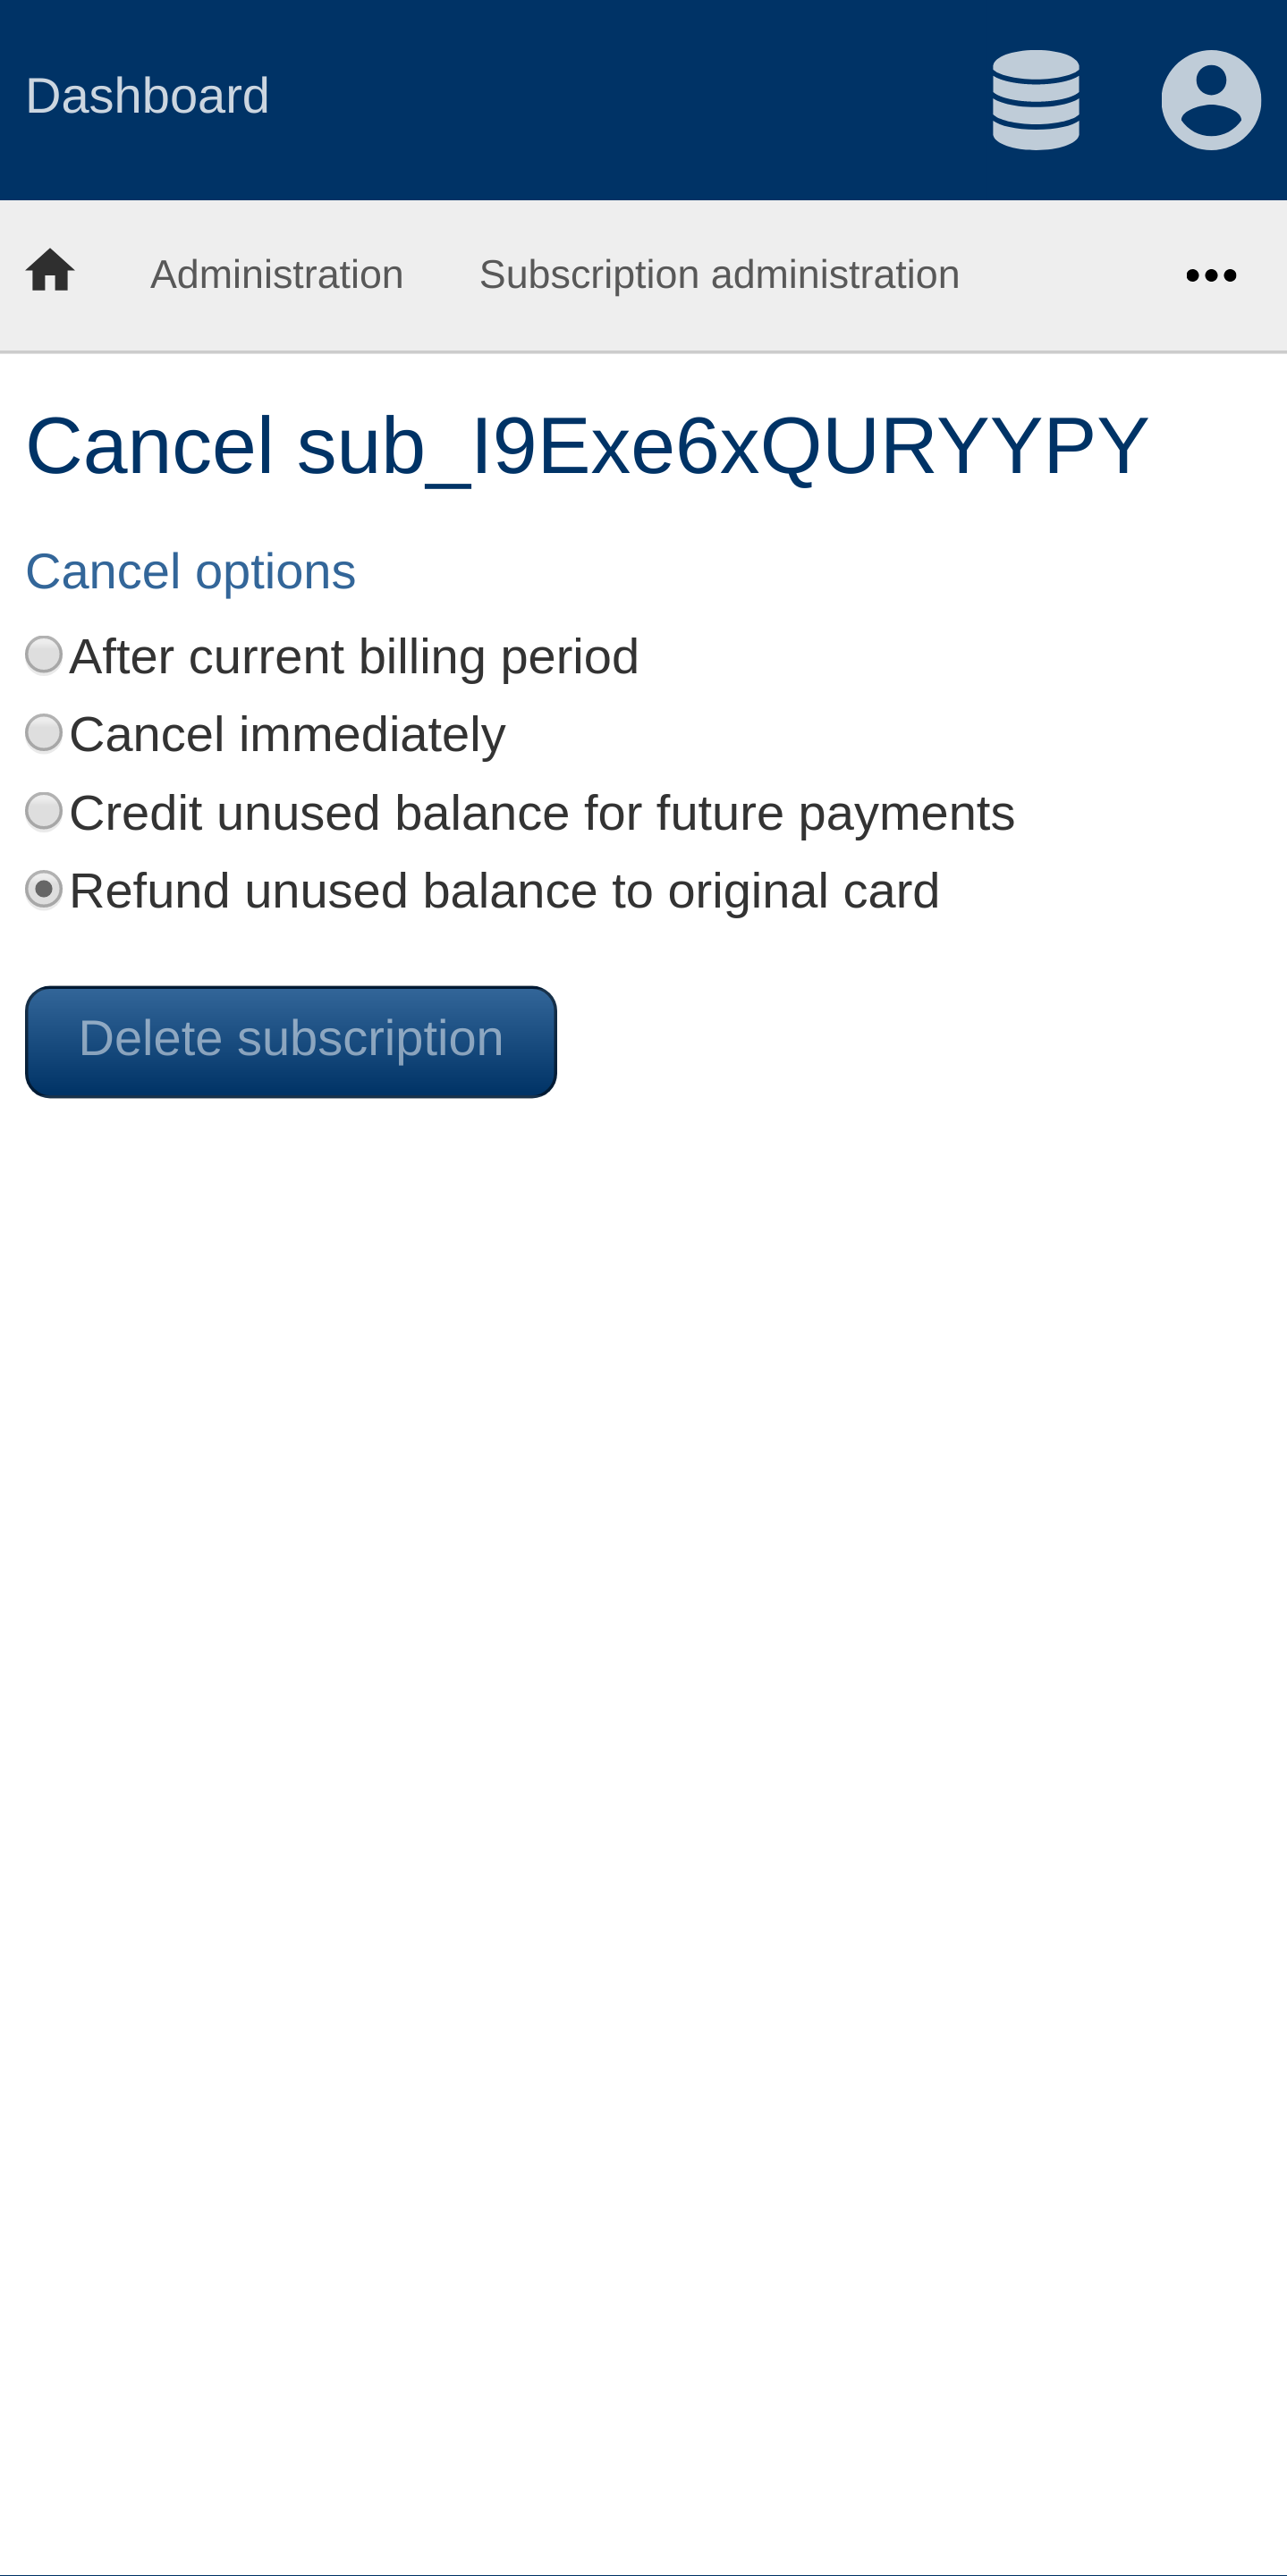 Dashboard
Administration Subscription administration
Cancel sub_I9Exe6xQURYYPY
Cancel options
After current billing period
Cancel immediately
Credit unused balance for future payments
Refund unused balance to original card
Delete subscription